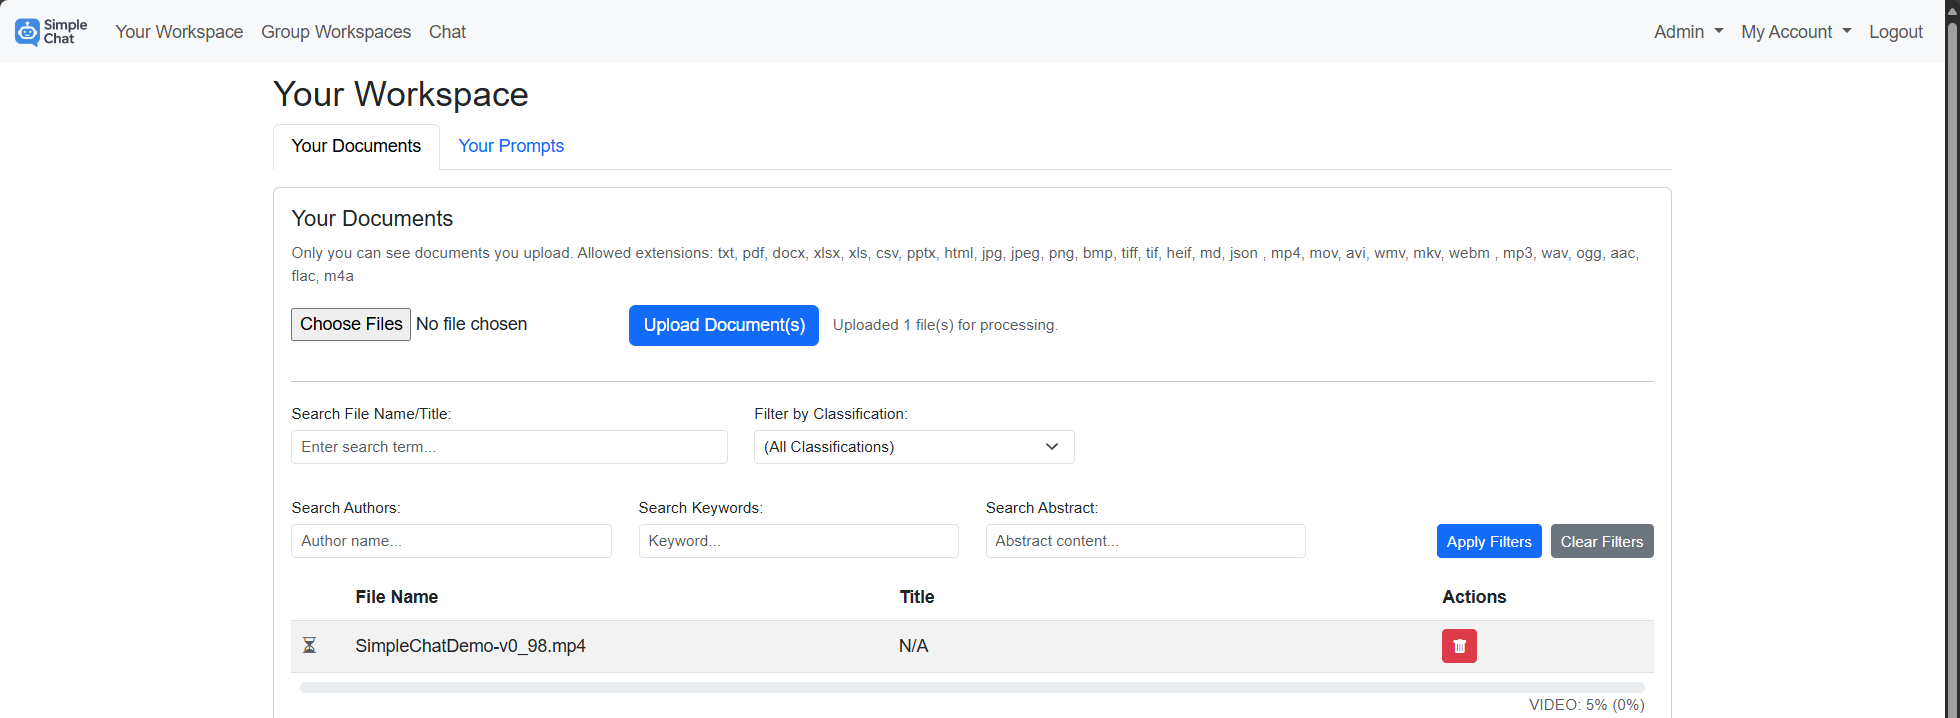 Simple
Chat
Your Workspace Group Workspaces Chat
Admin My Account Logout
Your Workspace
Your Documents Your Prompts
Your Documents
Only you can see documents you upload. Allowed extensions: txt, pdf, docx, xlsx, xls, csv, pptx, html, jpg, jpeg, png, bmp, tiff, tif, heif, md, json , mp4, mov, avi, wmv, mkv, webm , mp3, wav, ogg, aac,
flac, m4a
Choose Files No file chosen Upload Document(s) Uploaded 1 file(s) for processing.
Search File Name/Title: Filter by Classification:
Enter search term... (All Classifications)
Search Authors: Search Keywords: Search Abstract:
Author name... Keyword... Abstract content... Apply Filters Clear Filters
File Name Title Actions
SimpleChatDemo-v0_98.mp4 N/A
VIDEO: 5% (0%)